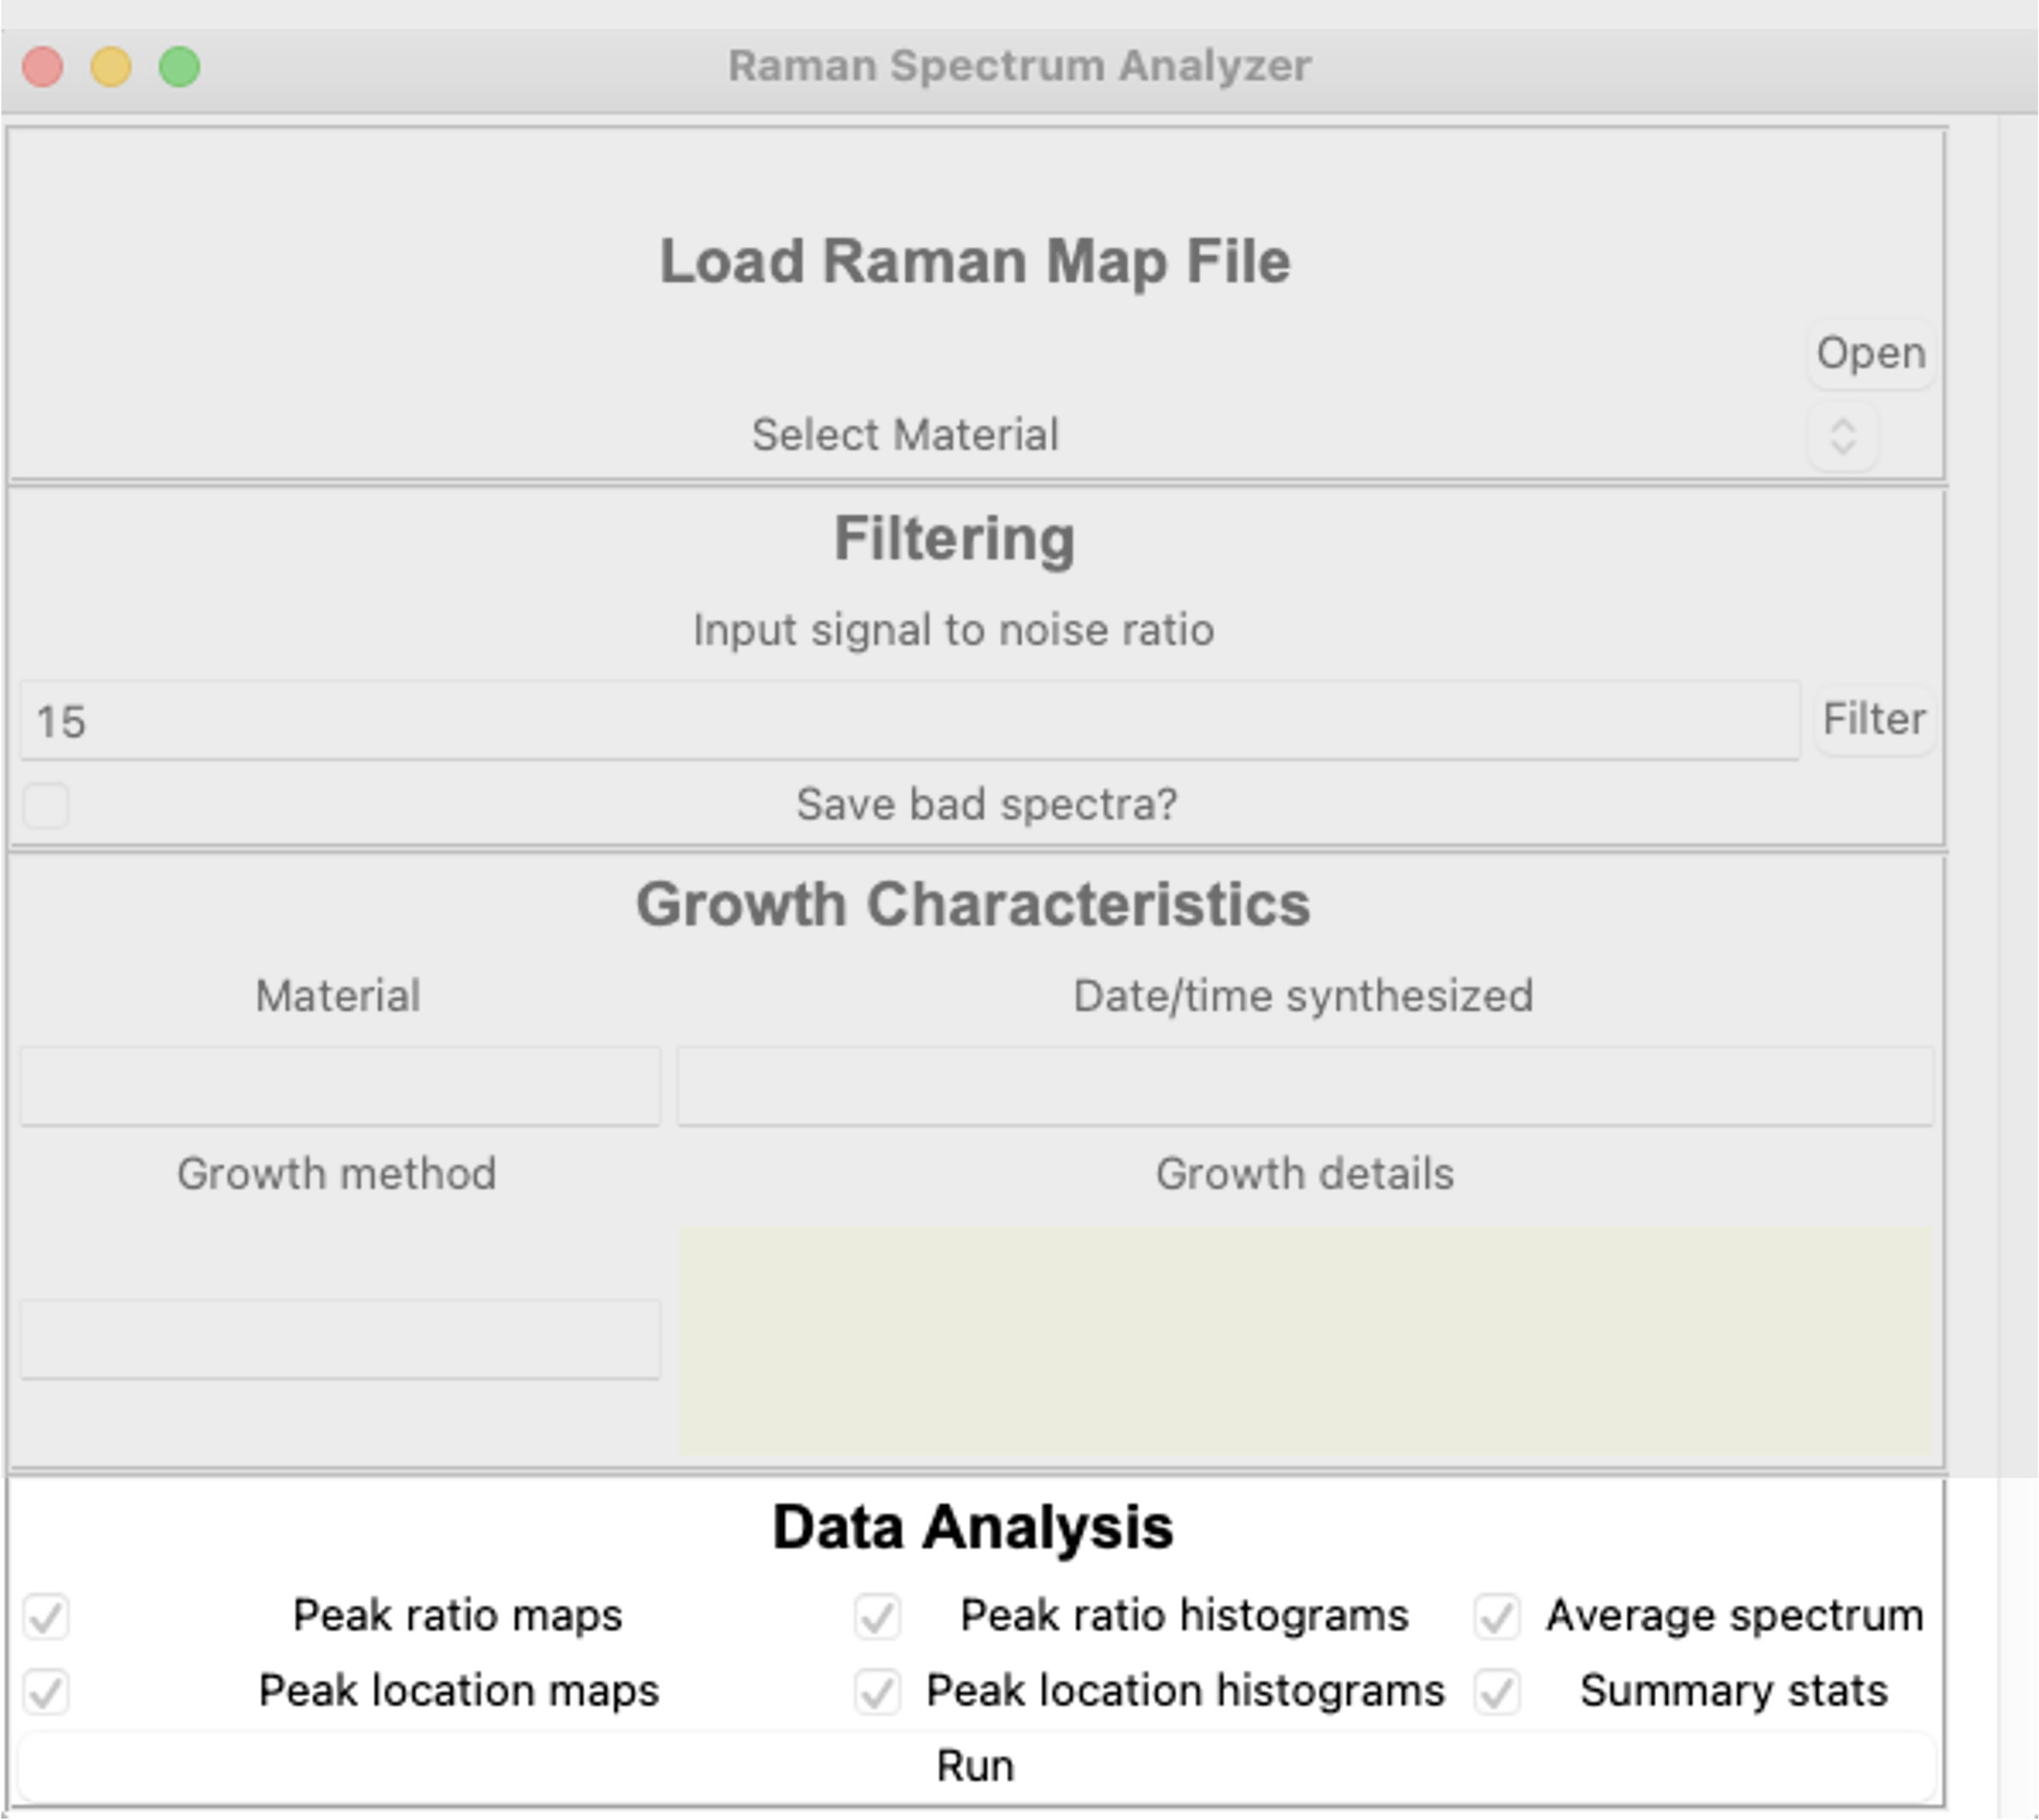 Raman Spectrum Analyzer
Load Raman Map File
Open
Select Material
Filtering
Input signal to noise ratio
15 Filter
Save bad spectra?
Growth Characteristics
Material Date/time synthesized
Growth method Growth details
Data Analysis
Peak ratio maps Peak ratio histograms Average spectrum
Peak location maps Peak location histograms Summary stats
Run